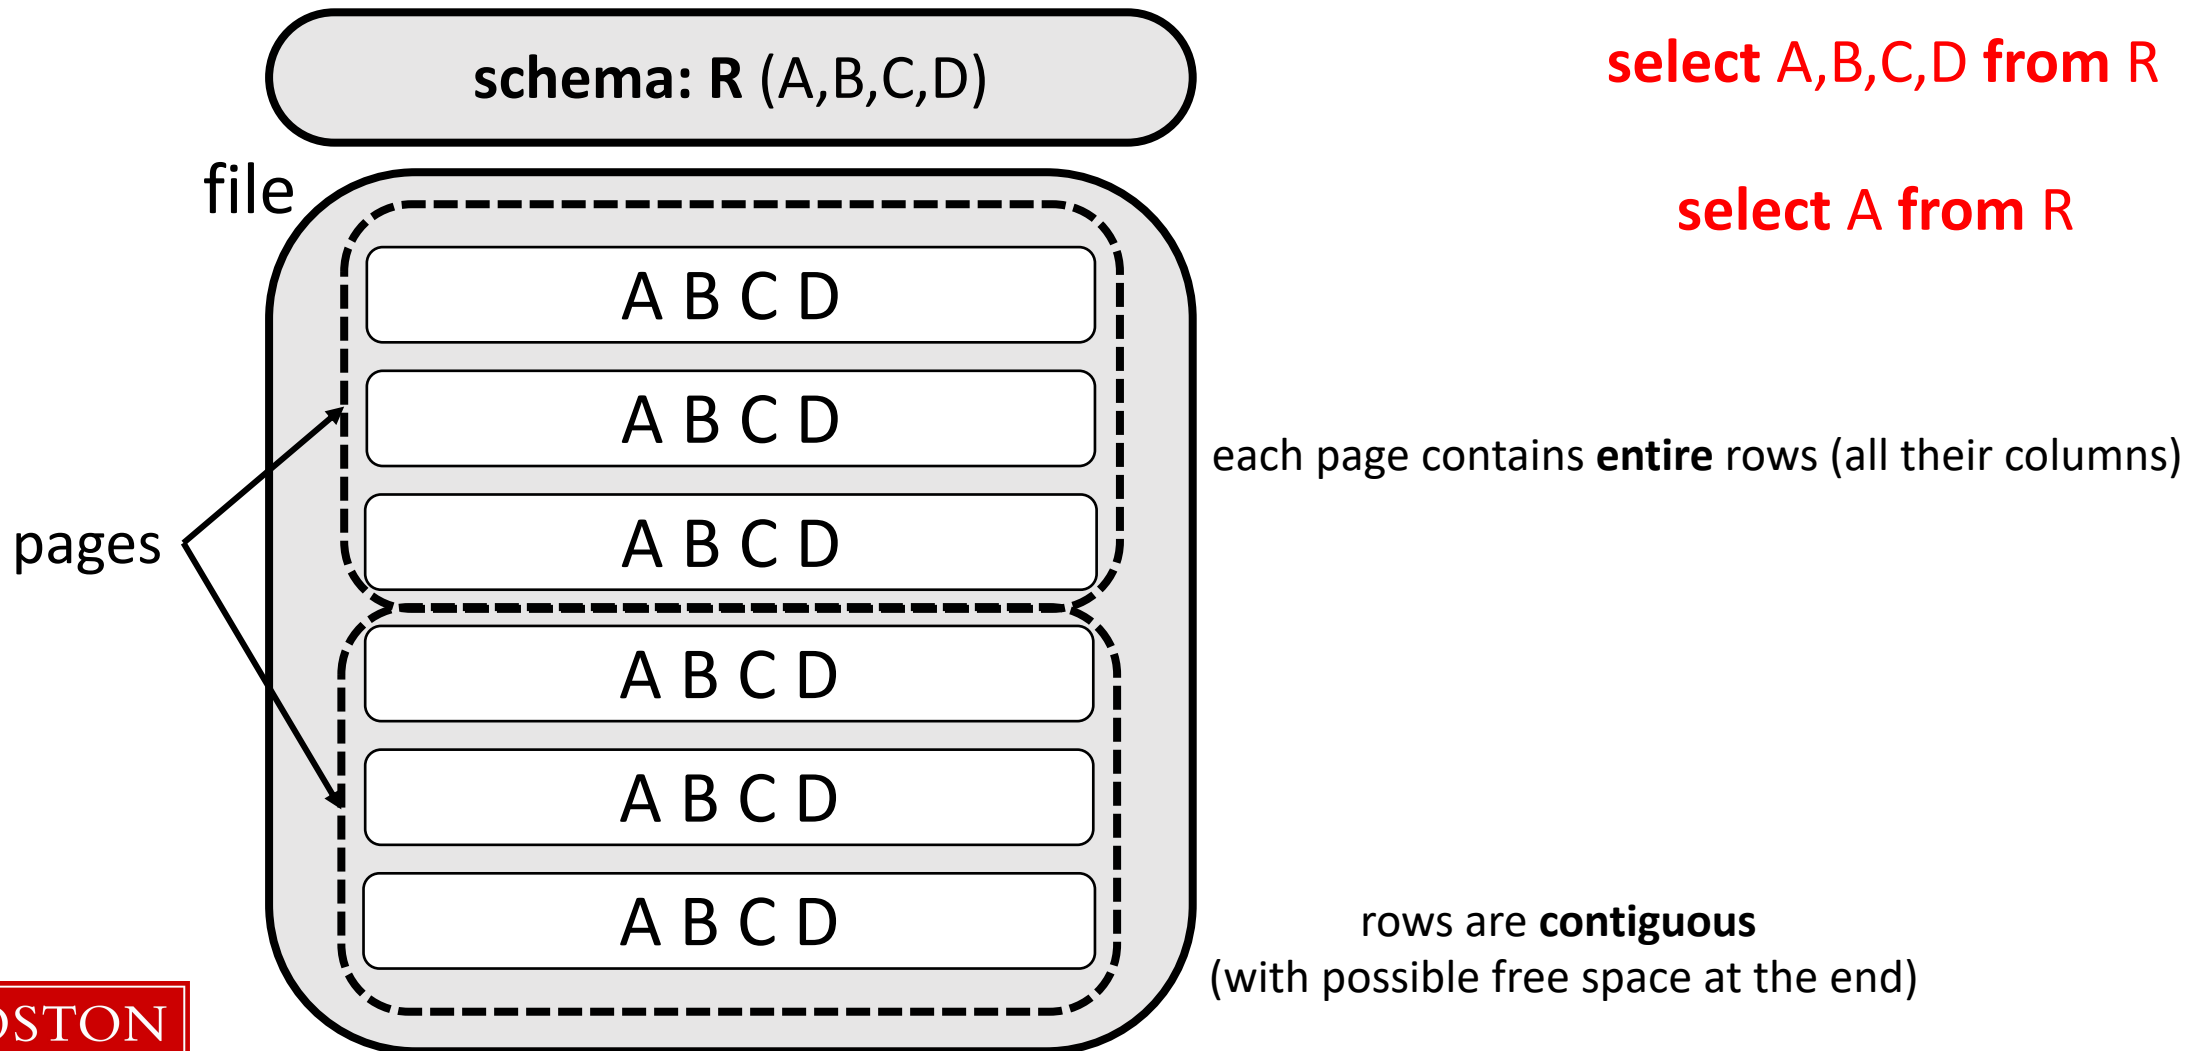 schema: R (A,B,C,D)
select A,B,C,D from R
file
select A from R
A B C D
A B C D
each page contains entire rows (all their columns)
A B C D
pages
A B C D
A B C D
A B C D
rows are contiguous
(with possible free space at the end)
OSTON